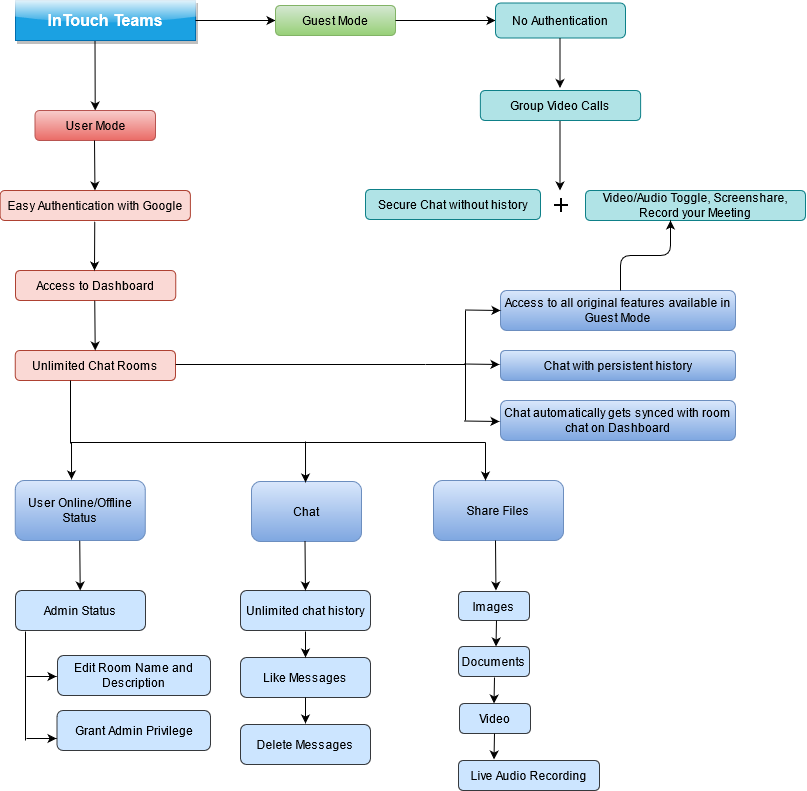 InTouch Teams
Guest Mode
No Authentication
Group Video Calls
User Mode
Easy Authentication with Google
Secure Chat without history
+
Video/Audio Toggle, Screenshare,
Record your Meeting
Access to Dashboard
Access to all original features available in
Guest Mode
Unlimited Chat Rooms
Chat with persistent history
Chat automatically gets synced with room
chat on Dashboard
User Online/Offline
Status
Chat
Share Files
Admin Status
Unlimited chat history
Images
Edit Room Name and
Description
Like Messages
Documents
Grant Admin Privilege
Delete Messages
Video
Live Audio Recording